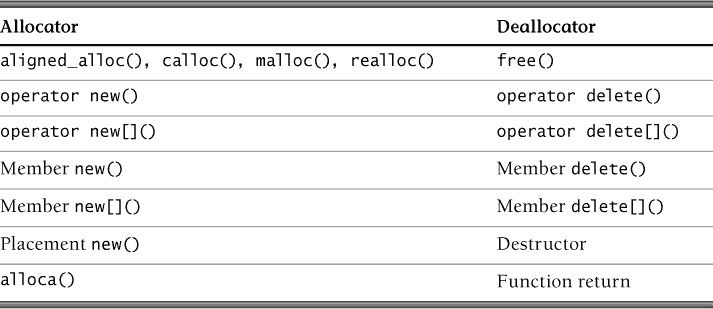 Allocator Deallocator
aligned_alloc(), calloc(), malloc(), realloc() free()
operator new() operator delete()
operator new[]() operator delete[]()
Member new() Member delete()
Member new[]() Member delete[]()
Placement new() Destructor
alloca() Function return